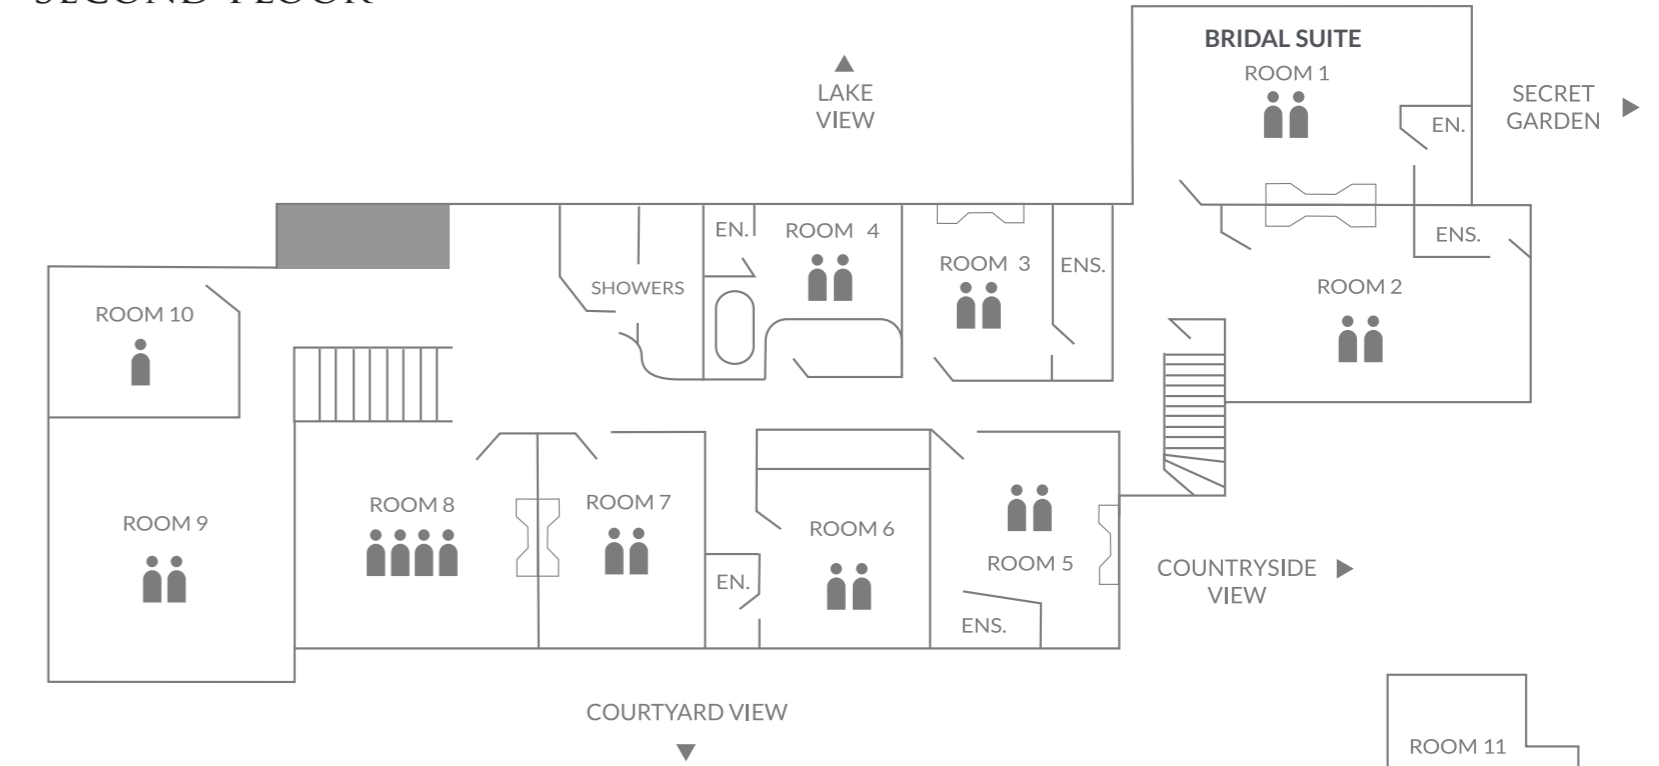 SECOND FLOOR
BRIDAL SUITE
ROOM 1
LAKE
VIEW
SECRET
GARDEN
EN.
EN.
ROOM 4
ENS.
ROOM 3
ENS.
SHOWERS
ROOM 2
ROOM 10
ROOM 8
ROOM 7
ROOM 9
ROOM 6
ROOM 5
COUNTRYSIDE
VIEW
EN.
ENS.
COURTYARD VIEW
ROOM 11